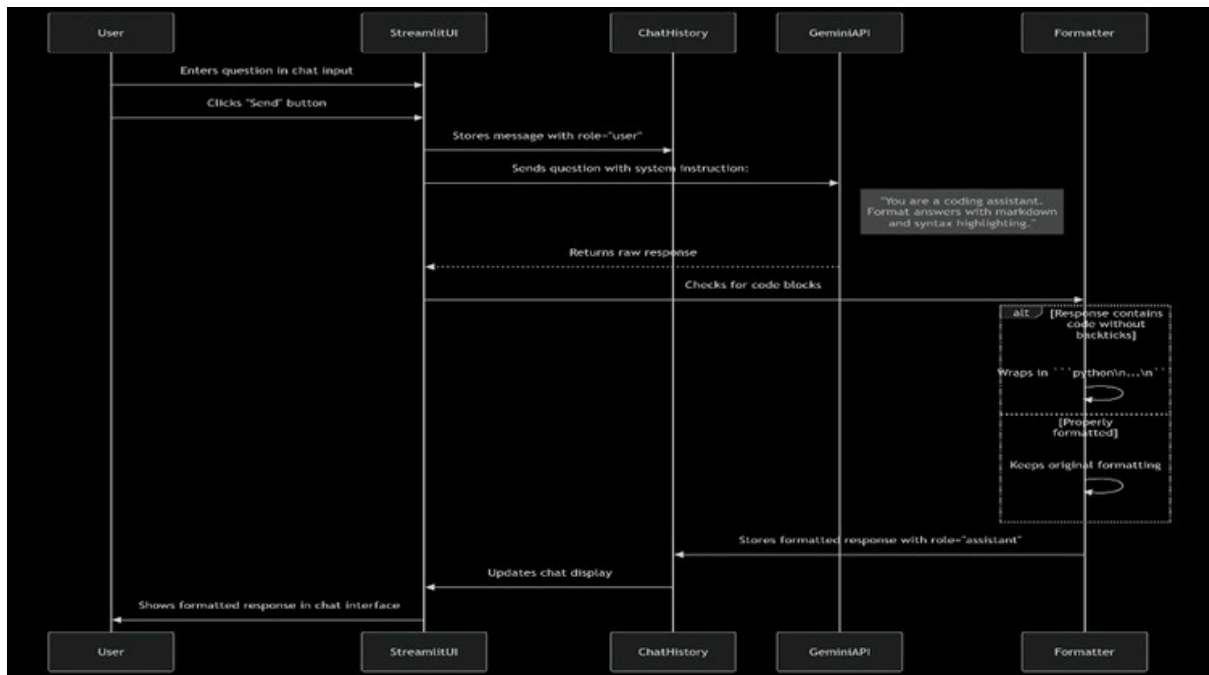 User
StreamlitUI
ChatHistory
GeminiAPI
Formatter
Enters question in chat input
Clicks "Send" button
Stores message with role="user"
Sends question with system instruction:
"You are a coding assistant.
Format answers with markdown
and syntax highlighting."
Returns raw response
Checks for code blocks
alt
[Response contains
code without
backticks]
Wraps in ```python\n...\n``
[Properly
formatted]
Keeps original formatting
Stores formatted response with role="assistant"
Updates chat display
Shows formatted response in chat interface
User
StreamlitUI
ChatHistory
GeminiAPI
Formatter